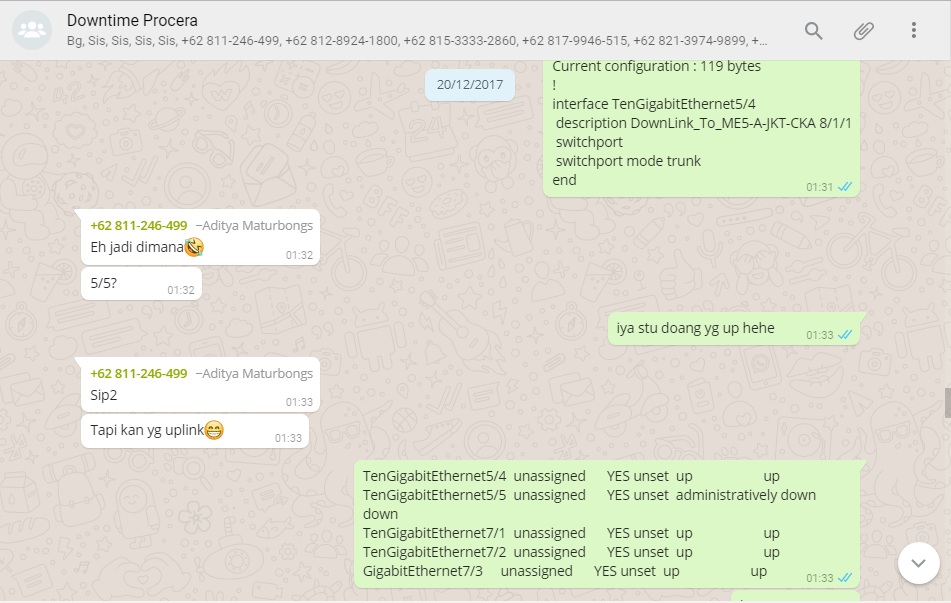 Downtime Procera
Bg, Sis, Sis, Sis, Sis, +62 811-246-499, +62 812-8924-1800, +62 815-3333-2860, +62 817-9946-515, +62 821-3974-9899, +...
20/12/2017
Current configuration : 119 bytes
!
interface TenGigabitEthernet5/4
description DownLink_To_ME5-A-JKT-CKA 8/1/1
switchport
switchport mode trunk
end
01:31
+62 811-246-499 ~Aditya Maturbongs
Eh jadi dimana🤣
01:32
5/5?
01:32
iya stu doang yg up hehe
01:33
+62 811-246-499 ~Aditya Maturbongs
Sip2
01:33
Tapi kan yg uplink😁
01:33
TenGigabitEthernet5/4 unassigned YES unset up up
TenGigabitEthernet5/5 unassigned YES unset administratively down
down
TenGigabitEthernet7/1 unassigned YES unset up up
TenGigabitEthernet7/2 unassigned YES unset up up
GigabitEthernet7/3 unassigned YES unset up up
01:33